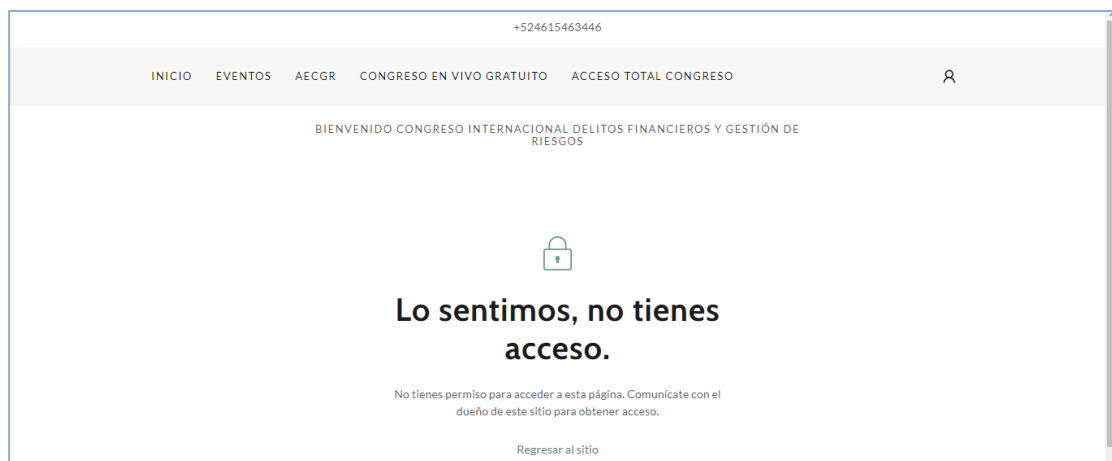 +524615463446
INICIO EVENTOS AECGR CONGRESO EN VIVO GRATUITO ACCESO TOTAL CONGRESO
BIENVENIDO CONGRESO INTERNACIONAL DELITOS FINANCIEROS Y GESTIÓN DE
RIESGOS
Lo sentimos, no tienes
acceso.
No tienes permiso para acceder a esta página. Comunícate con el
dueño de este sitio para obtener acceso.
Regresar al sitio